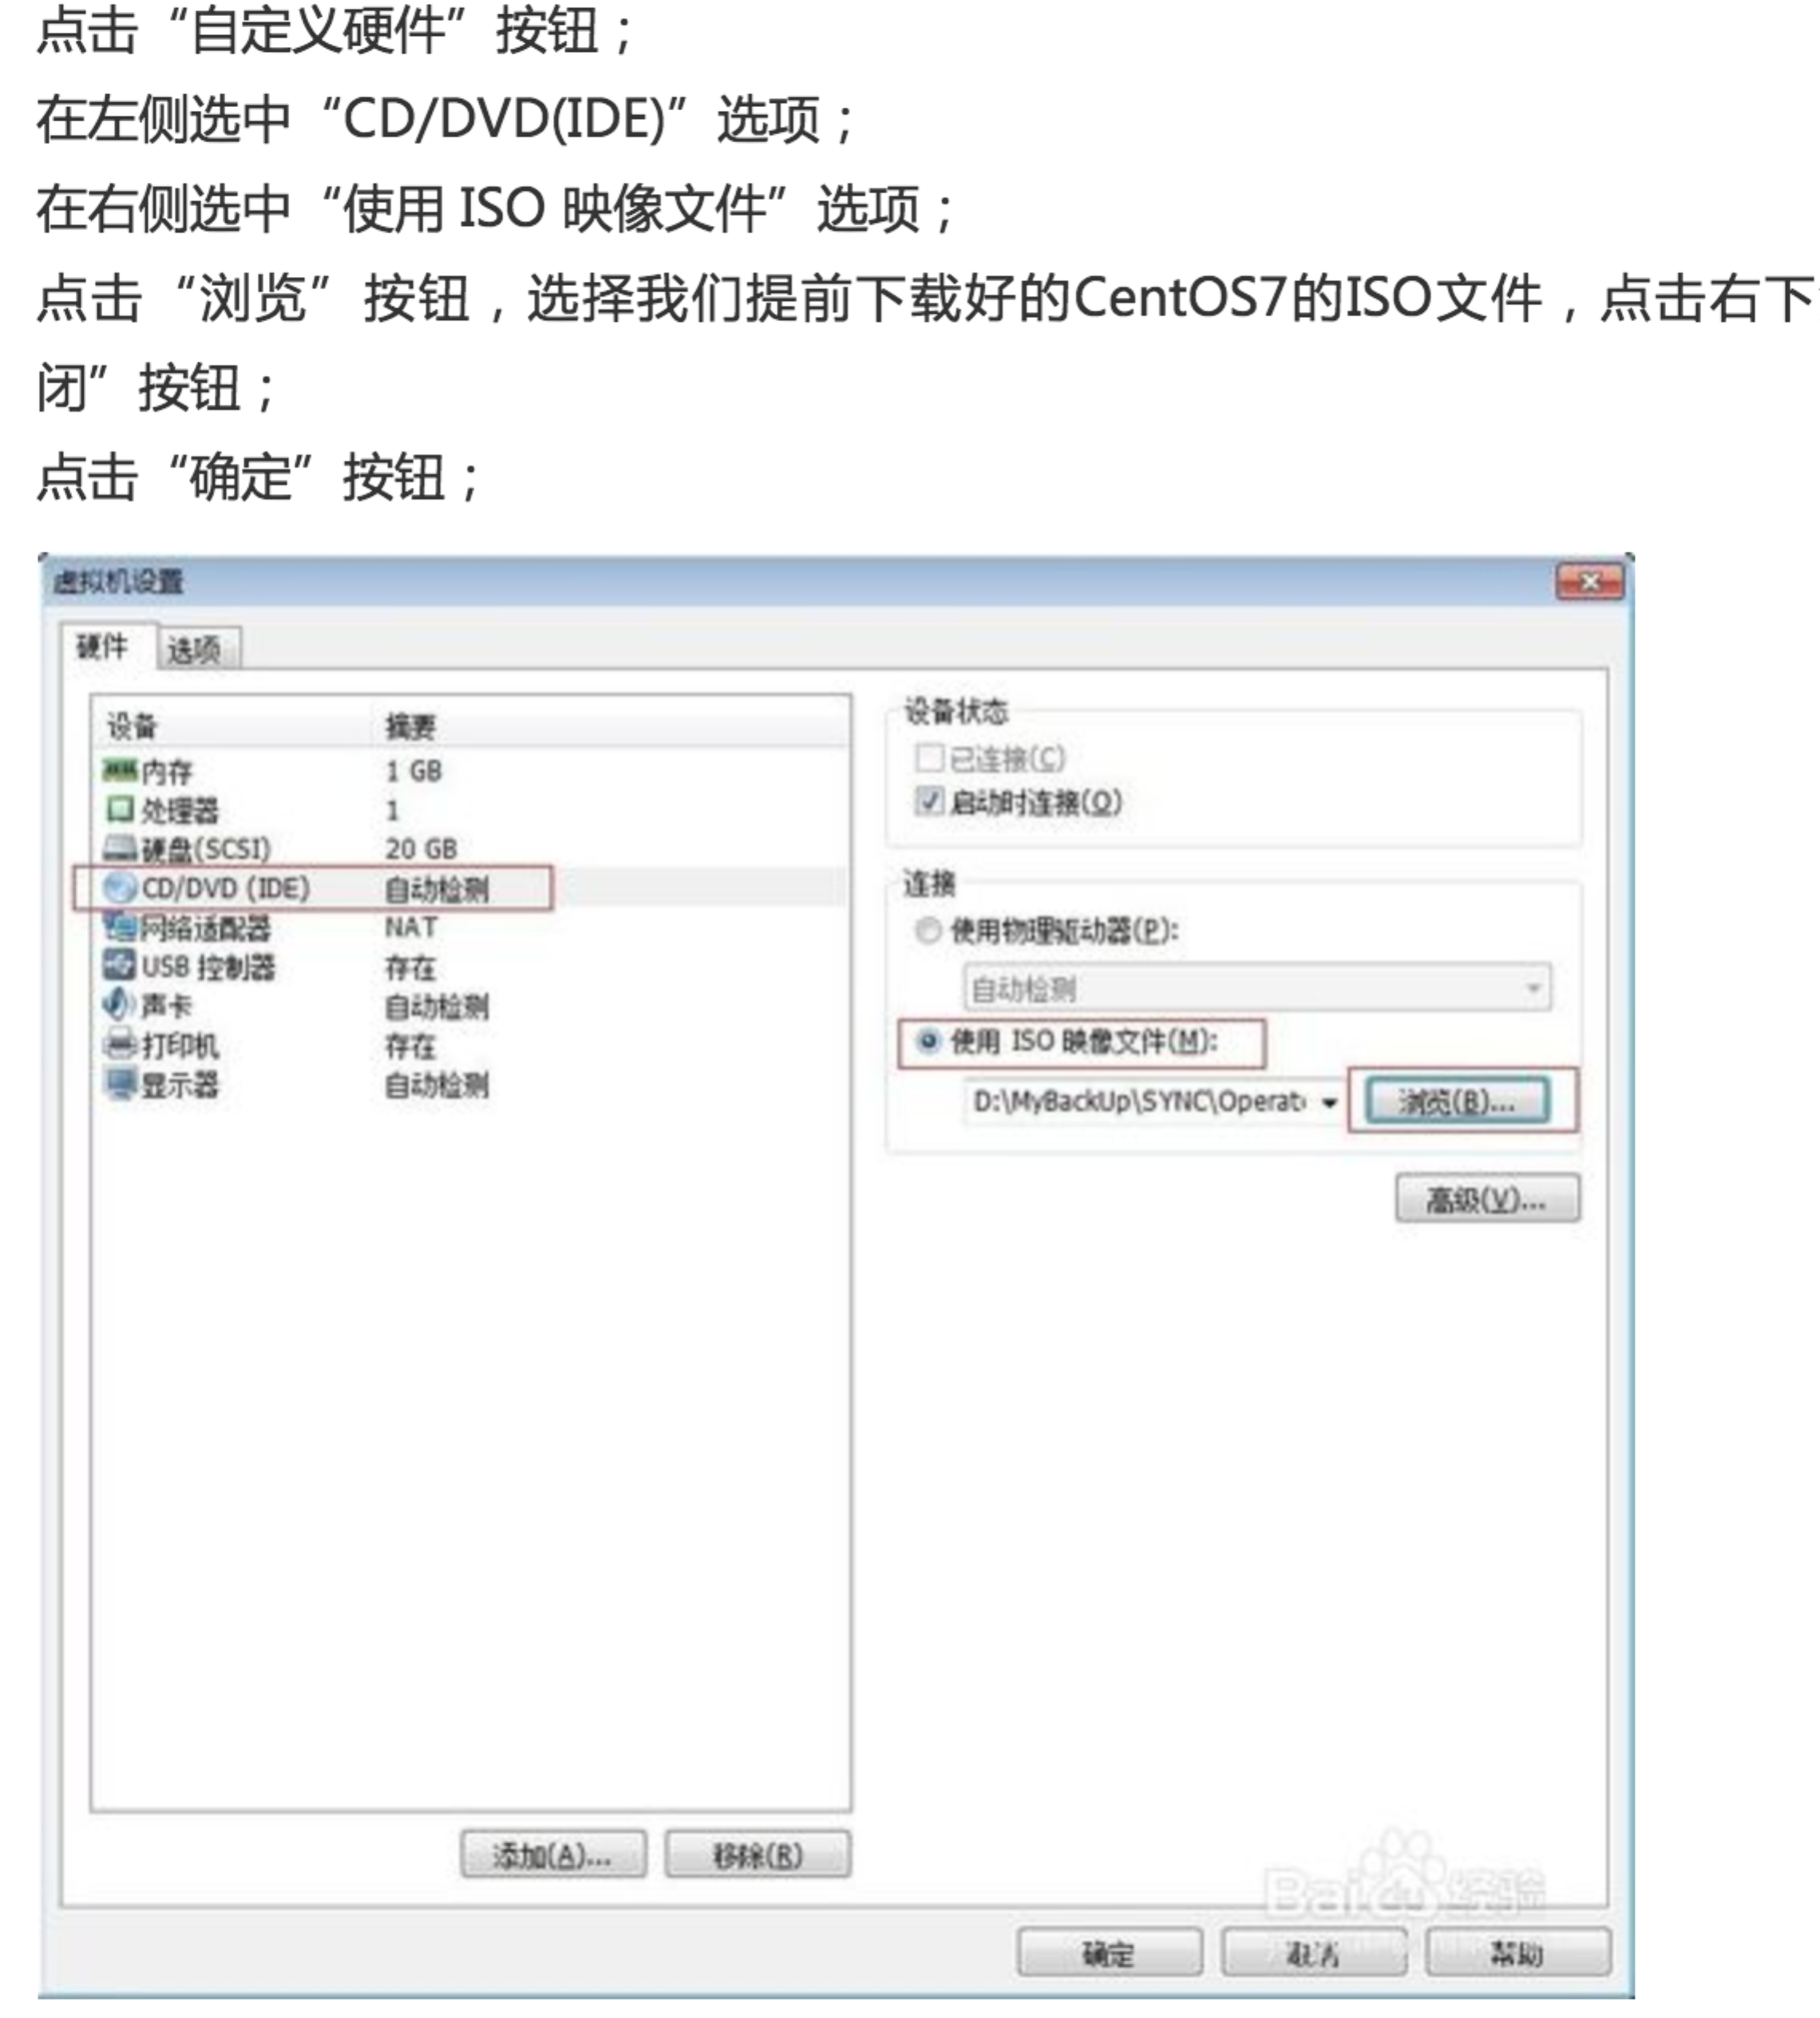 点击“自定义硬件”按钮；
在左侧选中“CD/DVD(IDE)”选项；
在右侧选中“使用 ISO 映像文件”选项；
点击“浏览”按钮，选择我们提前下载好的CentOS7的ISO文件，点击右下
闭”按钮；
点击“确定”按钮；
虚拟机设置
硬件 选项
设备 摘要
内存 1 GB
处理器 1
硬盘(SCSI) 20 GB
CD/DVD (IDE) 自动检测
网络适配器 NAT
USB 控制器 存在
声卡 自动检测
打印机 存在
显示器 自动检测
设备状态
已连接(C)
启动时连接(O)
连接
使用物理驱动器(P):
自动检测
使用 ISO 映像文件(M):
D:\MyBackUp\SYNC\Operat 浏览(B)...
高级(V)...
添加(A)... 移除(R)
Baidu经验
确定 取消 帮助